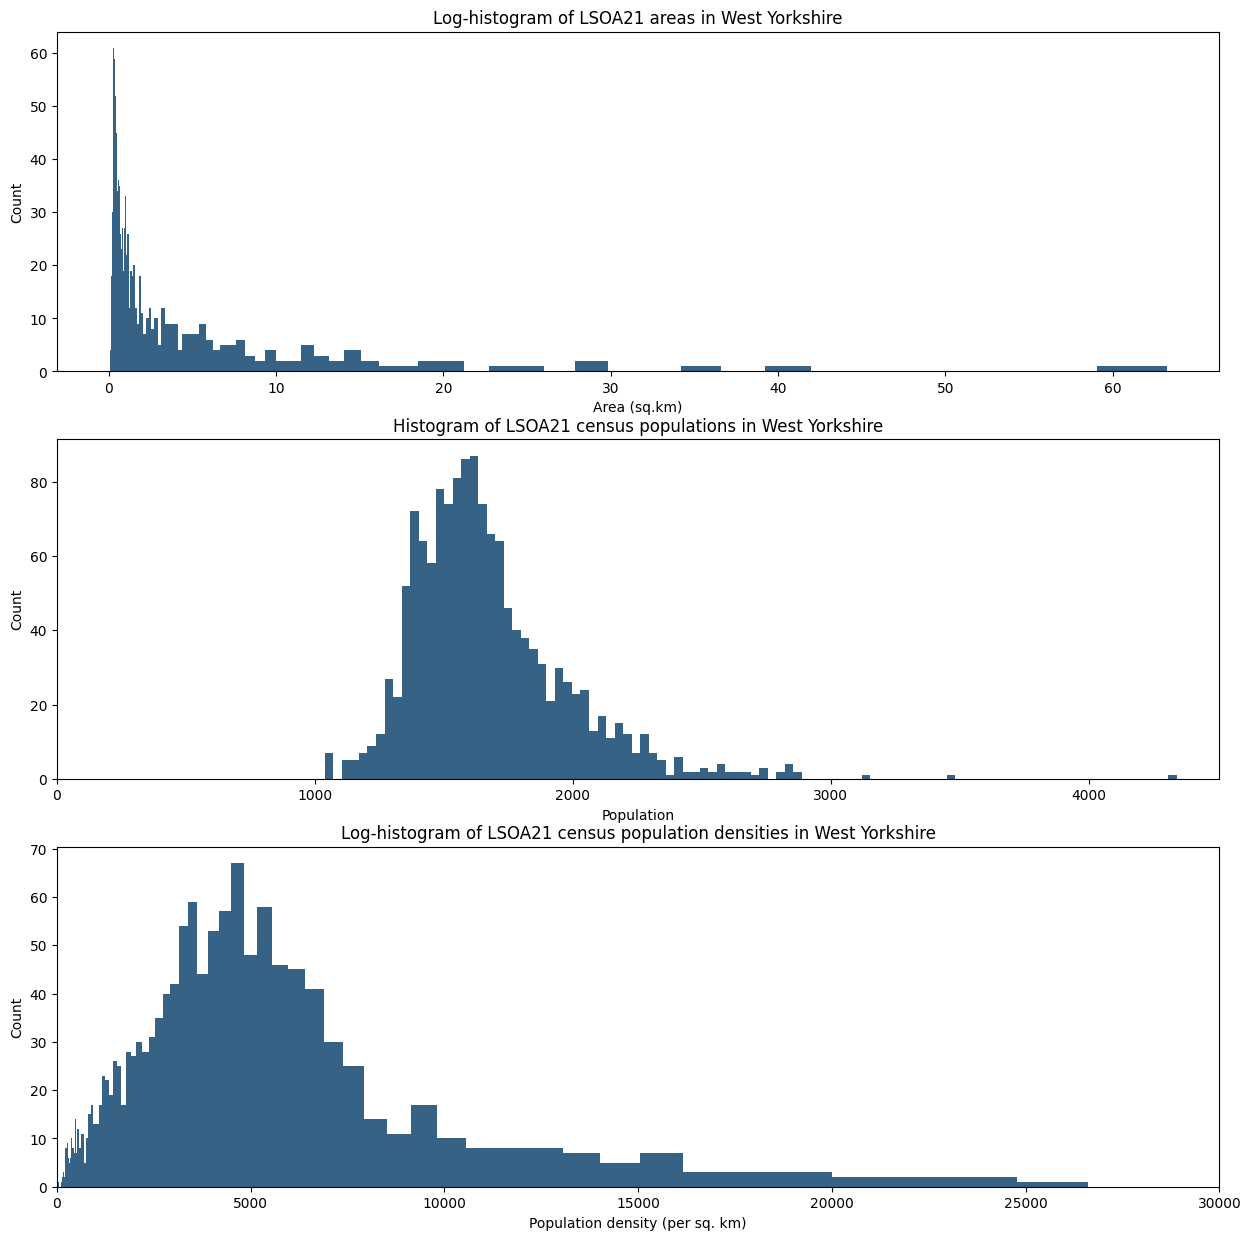 Log-histogram of LSOA21 areas in West Yorkshire
60
50
40
30
20
10
0
Count
0 10 20 30 40 50 60
Area (sq.km)
Histogram of LSOA21 census populations in West Yorkshire
80
60
40
20
0
Count
0 1000 2000 3000 4000
Population
Log-histogram of LSOA21 census population densities in West Yorkshire
70
60
50
40
30
20
10
0
Count
0 5000 10000 15000 20000 25000 30000
Population density (per sq. km)